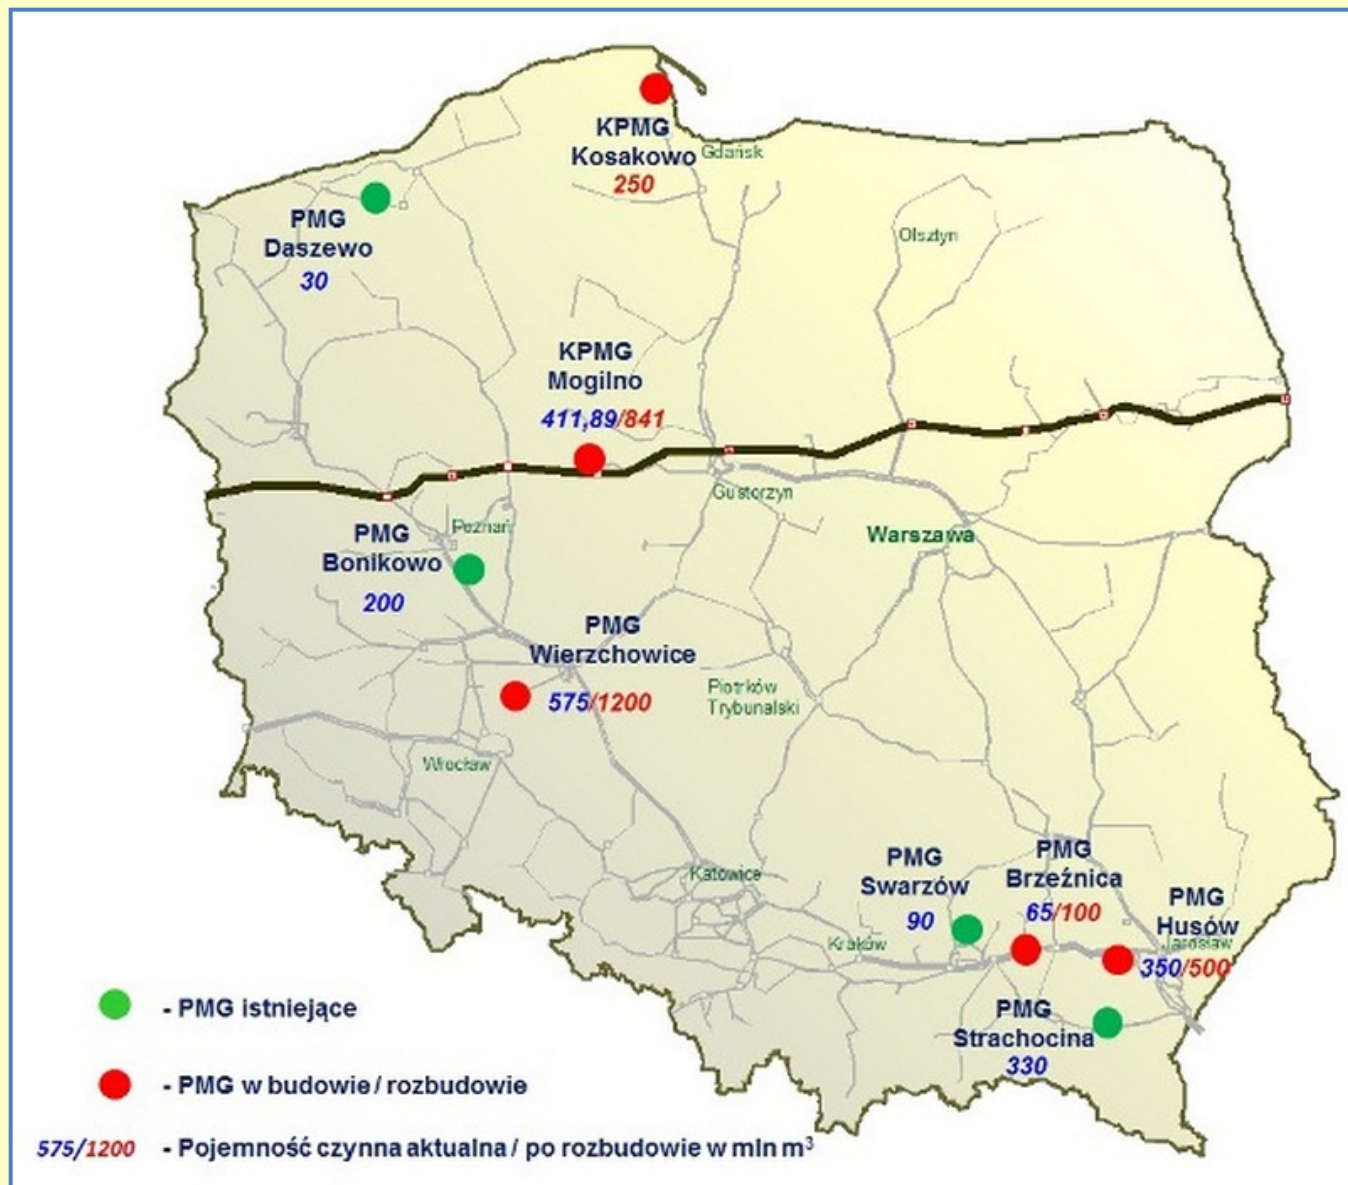 KPMG
Kosakowo
250
Gdańsk
PMG
Daszewo
30
Olsztyn
KPMG
Mogilno
411,89/841
Gustorzyn
Poznań
PMG
Bonikowo
200
Warszawa
PMG
Wierzchowice
575/1200
Piotrków
Trybunalski
Wrocław
Katowice
PMG
Swarzów
90
PMG
Brzeźnica
65/100
PMG
Husów
Jarosław
350/500
Kraków
PMG
Strachocina
330
- PMG istniejące
- PMG w budowie / rozbudowie
575/1200 - Pojemność czynna aktualna / po rozbudowie w mln m³